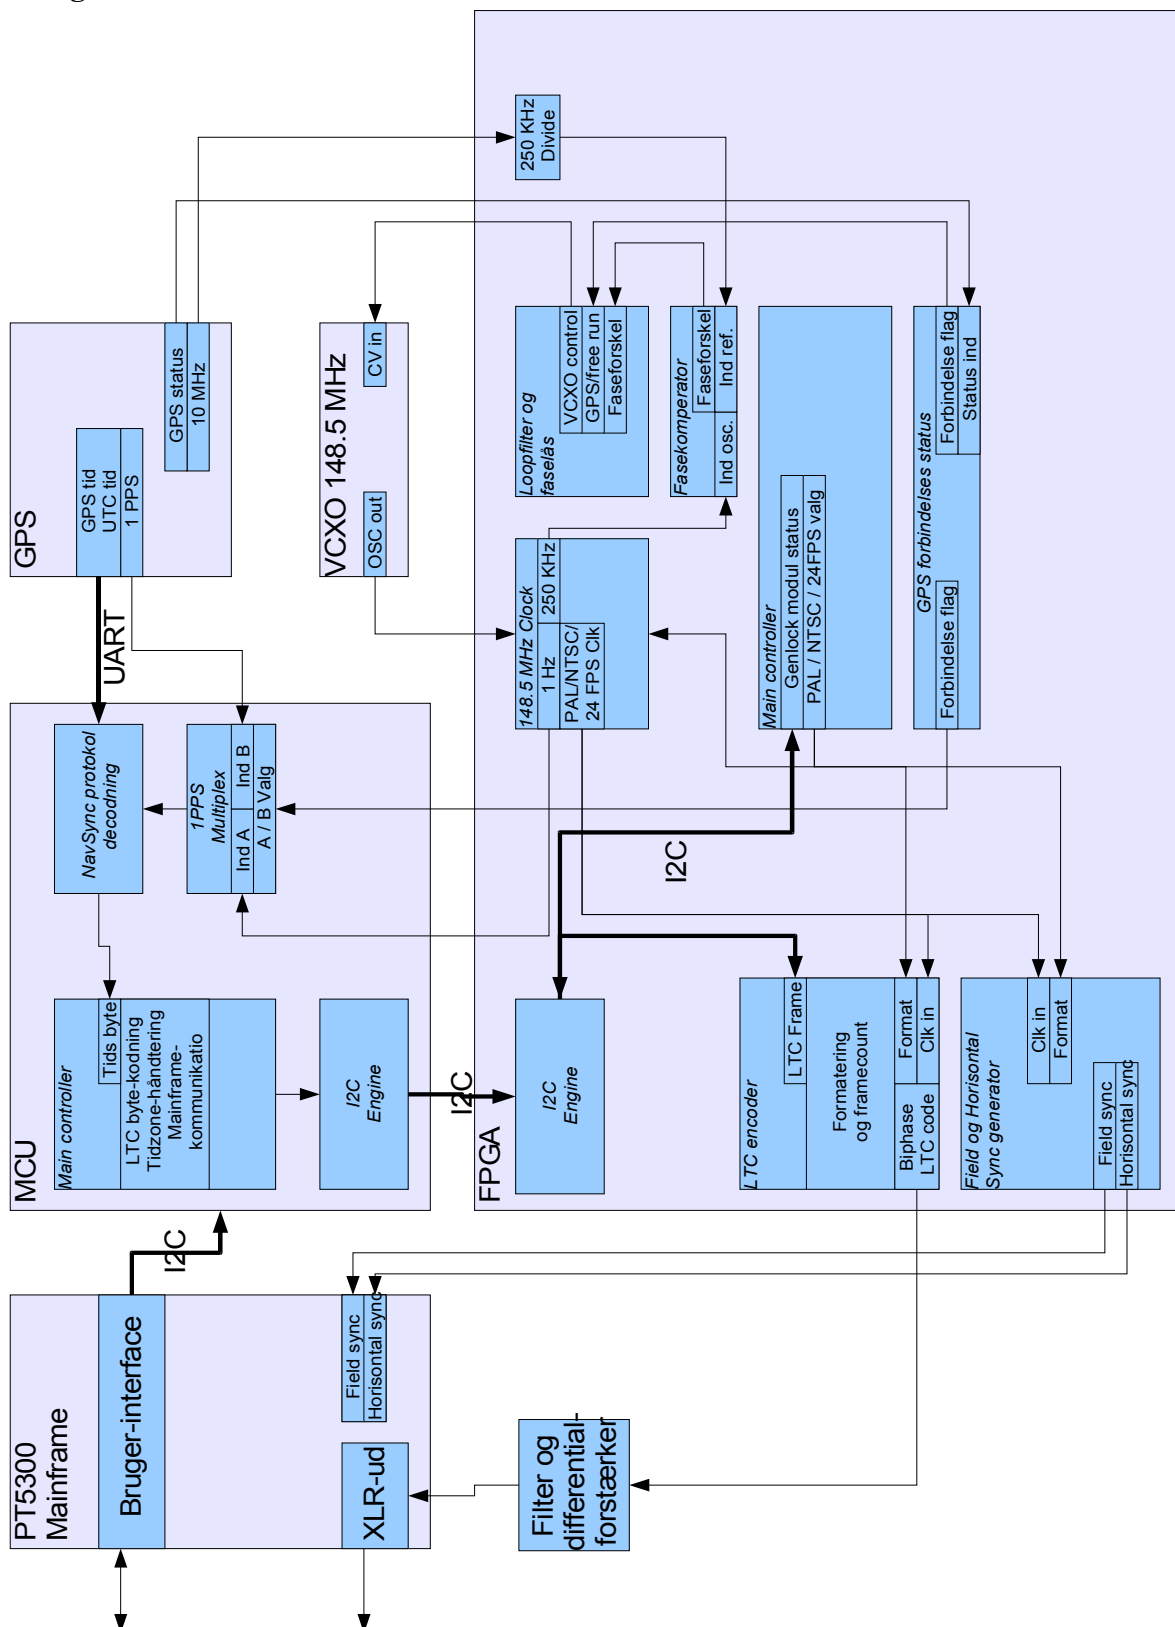 GPS
GPS tid
UTC tid
1 PPS
GPS status
10 MHz
UART
VCXO 148.5 MHz
OSC out
CV in
MCU
NavSync protokol
decodning
1PPS
Multiplex
Ind A
Ind B
A / B Valg
Main controller
Tids byte
LTC byte-kodning
Tidzone-håndtering
Mainframe-
kommunikatio
I2C
Engine
I2C
I2C
PT5300
Mainframe
Bruger-interface
Field sync
Horisontal sync
XLR-ud
Filter og
differential-
forstærker
FPGA
250 KHz
Divide
Loopfilter og
faselås
VCXO control
GPS/free run
Faseforskel
Fasekomperator
Faseforskel
Ind osc.
Ind ref.
148.5 MHz Clock
1 Hz
250 KHz
PAL/NTSC/
24 FPS Clk
Main controller
Genlock modul status
PAL / NTSC / 24FPS valg
GPS forbindelses status
Forbindelse flag
Forbindelse flag
Status ind
I2C
I2C
Engine
LTC encoder
LTC Frame
Formatering
og framecount
Format
Clk in
Biphase
LTC code
Field og Horisontal
Sync generator
Clk in
Format
Field sync
Horisontal sync